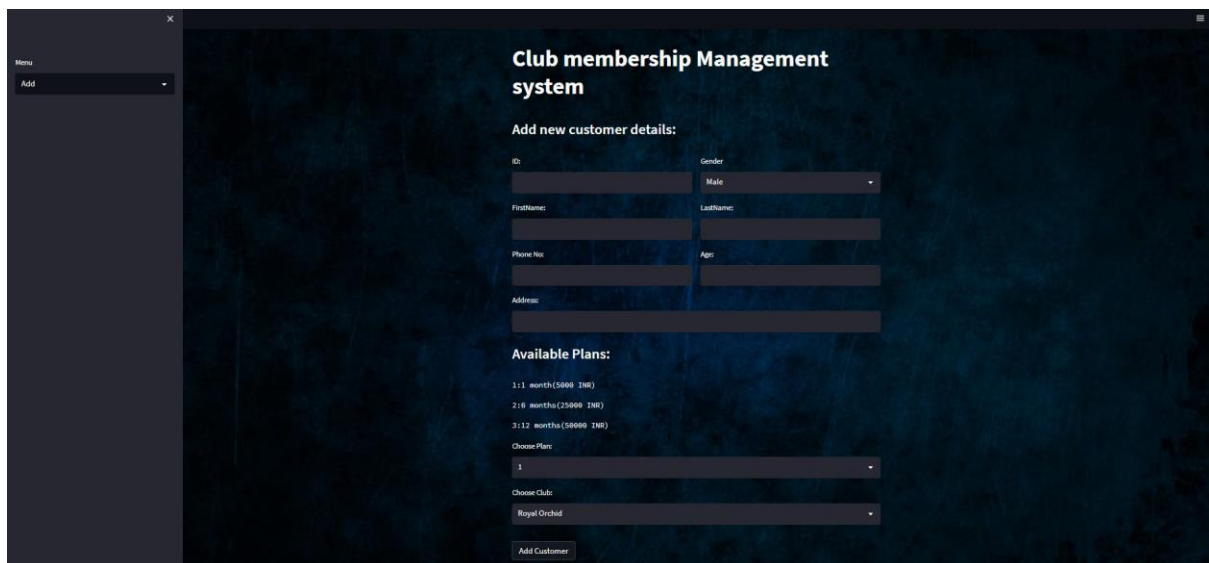 Menu
Add
Club membership Management
system
Add new customer details:
ID:
Gender
Male
FirstName:
LastName:
Phone No:
Age:
Address:
Available Plans:
1:1 month(5000 INR)
2:6 months(25000 INR)
3:12 months(50000 INR)
Choose Plan:
1
Choose Club:
Royal Orchid
Add Customer